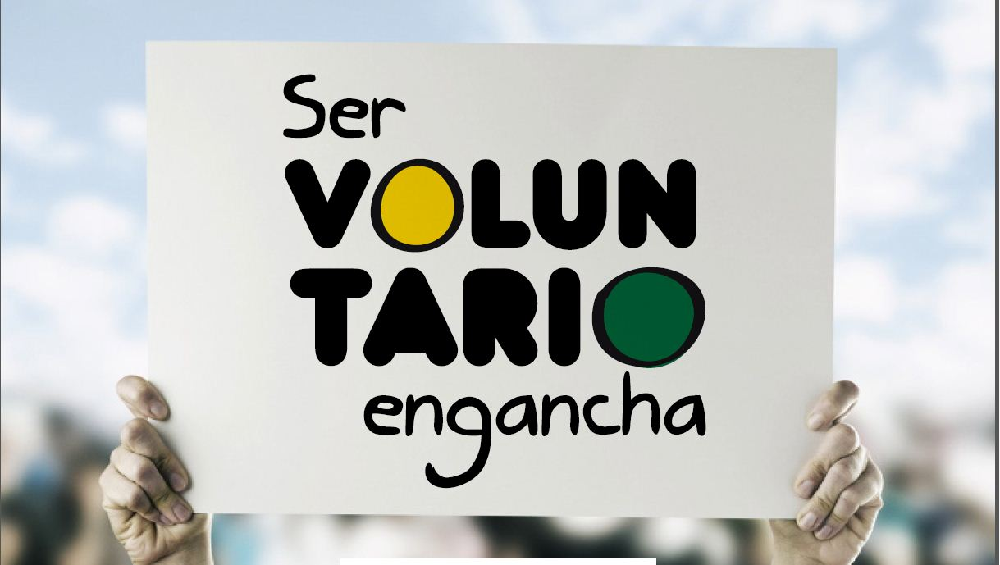 Ser
VOLUN
TARIO
engancha